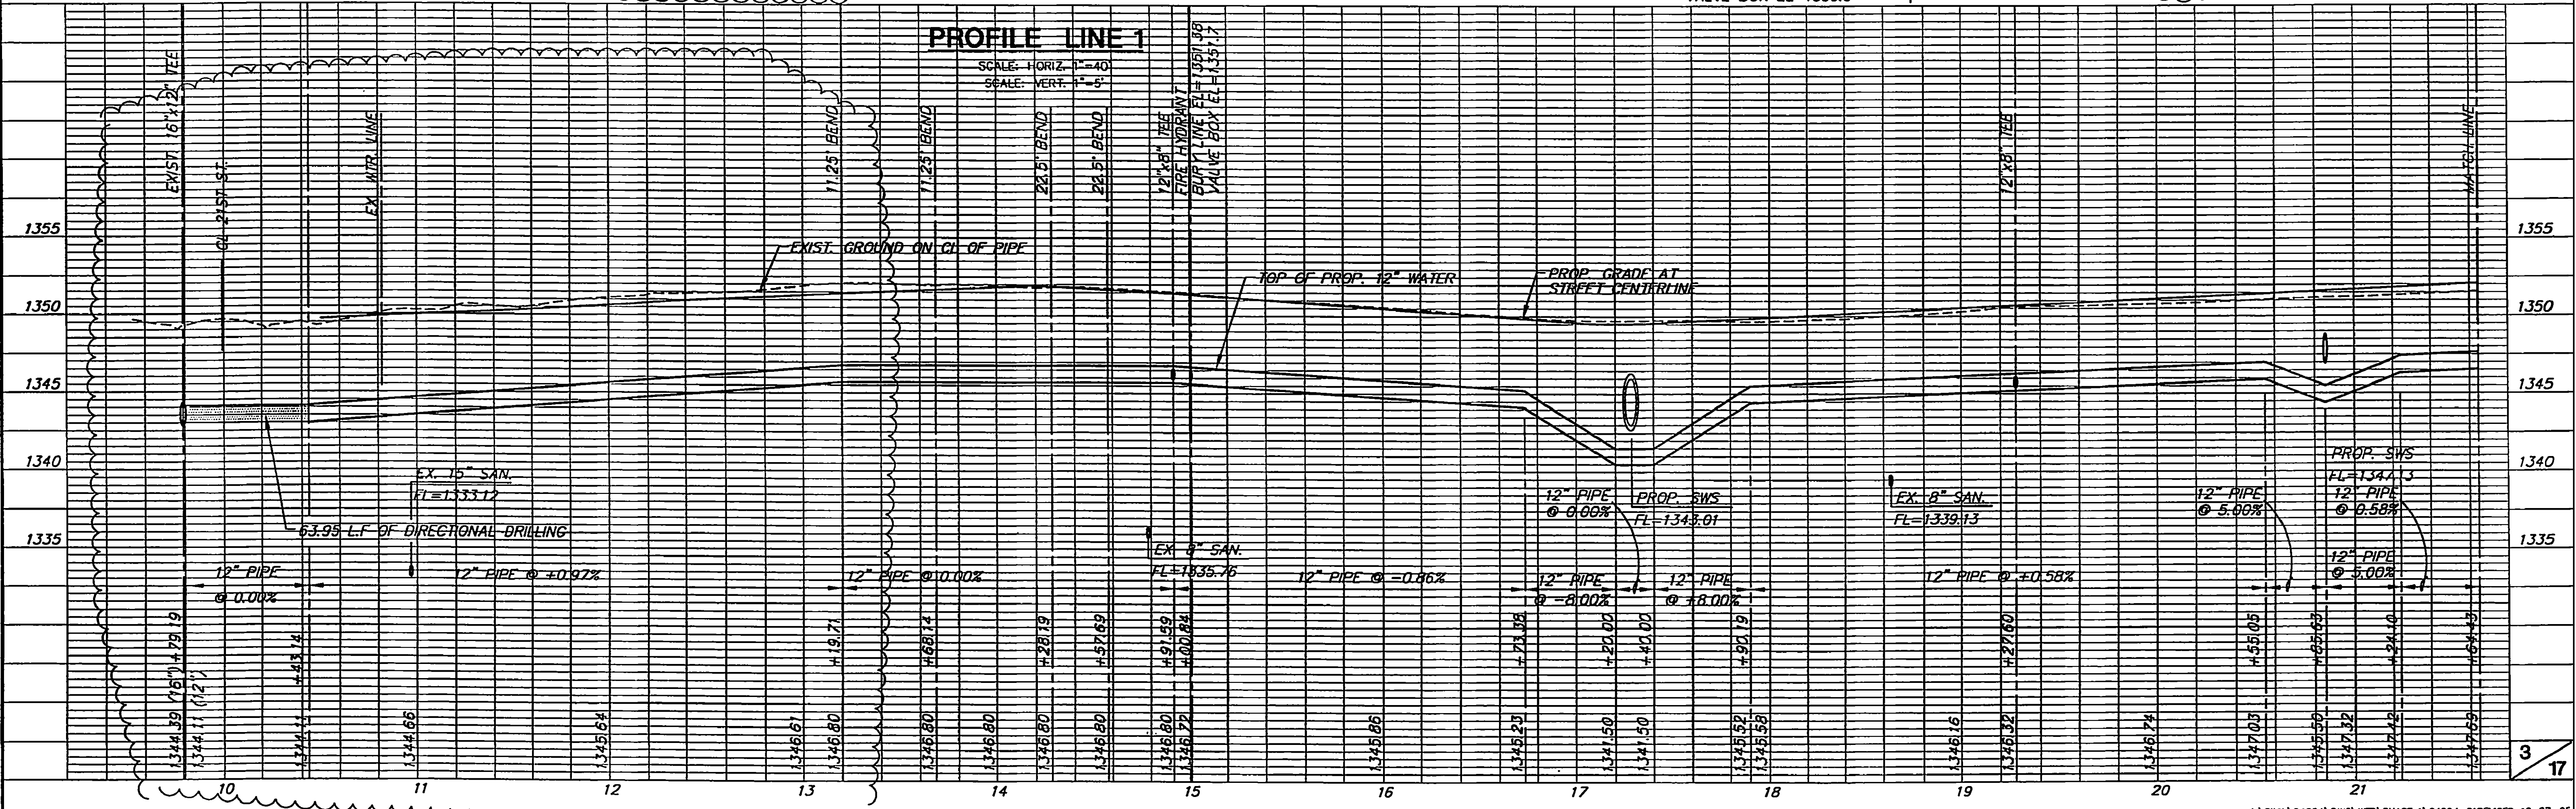 PROFILE LINE 1
SCALE: HORIZ. 1"-40'
SCALE: VERT. 1"-5'
EXIST. 16"x12" TEE
CL 21ST ST.
EX. WTR. LINE
11.25° BEND
11.25° BEND
22.5° BEND
22.5° BEND
12"x8" TEE
FIRE HYDRANT
BURY LINE EL=1351.38
VALVE BOX EL=1351.7
12"x8" TEE
MATCH LINE
1355
1355
EXIST. GROUND ON CL OF PIPE
TOP OF PROP. 12" WATER
PROP. GRADE AT
STREET CENTERLINE
1350
1350
1345
1345
1340
1340
EX. 15" SAN.
FL=1333.12
63.95 L.F OF DIRECTIONAL DRILLING
12" PIPE
@ 0.00%
PROP. SWS
FL=1343.01
EX. 8" SAN.
FL=1339.13
12" PIPE
@ 5.00%
PROP. SWS
12" PIPE
@ 0.58%
1335
1335
EX. 8" SAN.
FL=1335.76
12" PIPE
@ 0.00%
12" PIPE @ +0.97%
12" PIPE @ 0.00%
12" PIPE @ -0.86%
12" PIPE
@ -8.00%
12" PIPE
@ +8.00%
12" PIPE @ +0.58%
12" PIPE
@ 5.00%
+79.19
+43.14
+19.71
+68.14
+28.19
+57.69
+91.59
+00.84
+73.38
+20.00
+40.00
+90.19
+27.60
+55.05
+85.63
+24.10
+64.43
1344.39 (16")
1344.11 (12")
1344.11
1344.66
1345.64
1346.61
1346.80
1346.80
1346.80
1346.80
1346.80
1346.80
1346.72
1345.86
1345.23
1341.50
1341.50
1345.52
1345.58
1346.16
1346.32
1346.74
1347.03
1345.50
1347.32
1347.42
1347.69
10 11 12 13 14 15 16 17 18 19 20 21
3
17